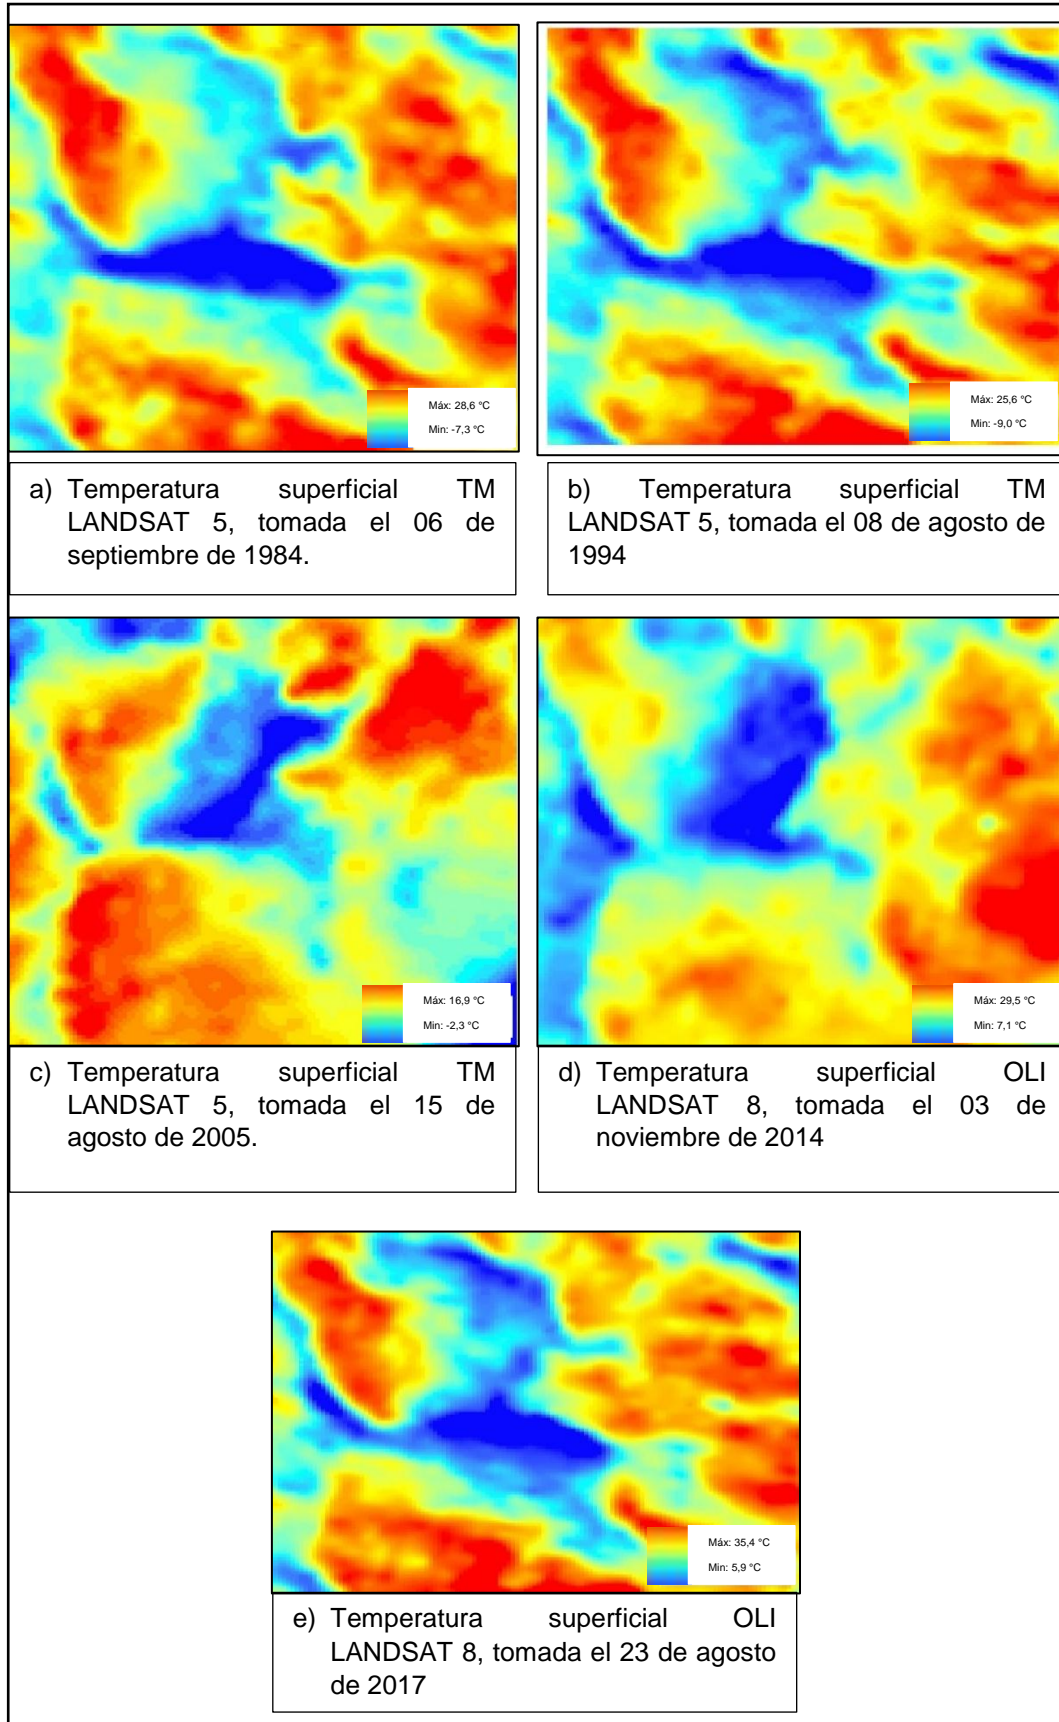 Máx: 28,6 °C
Min: -7,3 °C
Máx: 25,6 °C
Min: -9,0 °C
a) Temperatura superficial TM
LANDSAT 5, tomada el 06 de
septiembre de 1984.
b) Temperatura superficial TM
LANDSAT 5, tomada el 08 de agosto de
1994
Máx: 16,9 °C
Min: -2,3 °C
Máx: 29,5 °C
Min: 7,1 °C
c) Temperatura superficial TM
LANDSAT 5, tomada el 15 de
agosto de 2005.
d) Temperatura superficial OLI
LANDSAT 8, tomada el 03 de
noviembre de 2014
Máx: 35,4 °C
Min: 5,9 °C
e) Temperatura superficial OLI
LANDSAT 8, tomada el 23 de agosto
de 2017